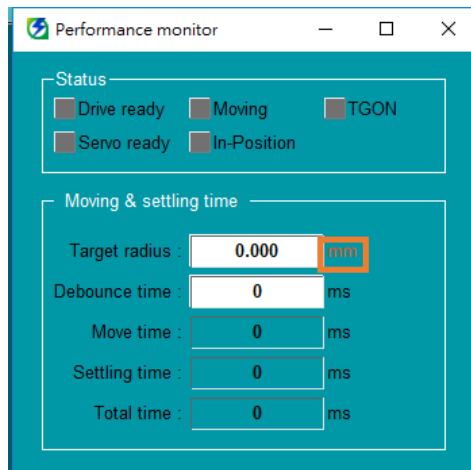 Performance monitor
Status
Drive ready Moving TGON
Servo ready In-Position
Moving & settling time
Target radius : 0.000 mm
Debounce time : 0 ms
Move time : 0 ms
Settling time : 0 ms
Total time : 0 ms